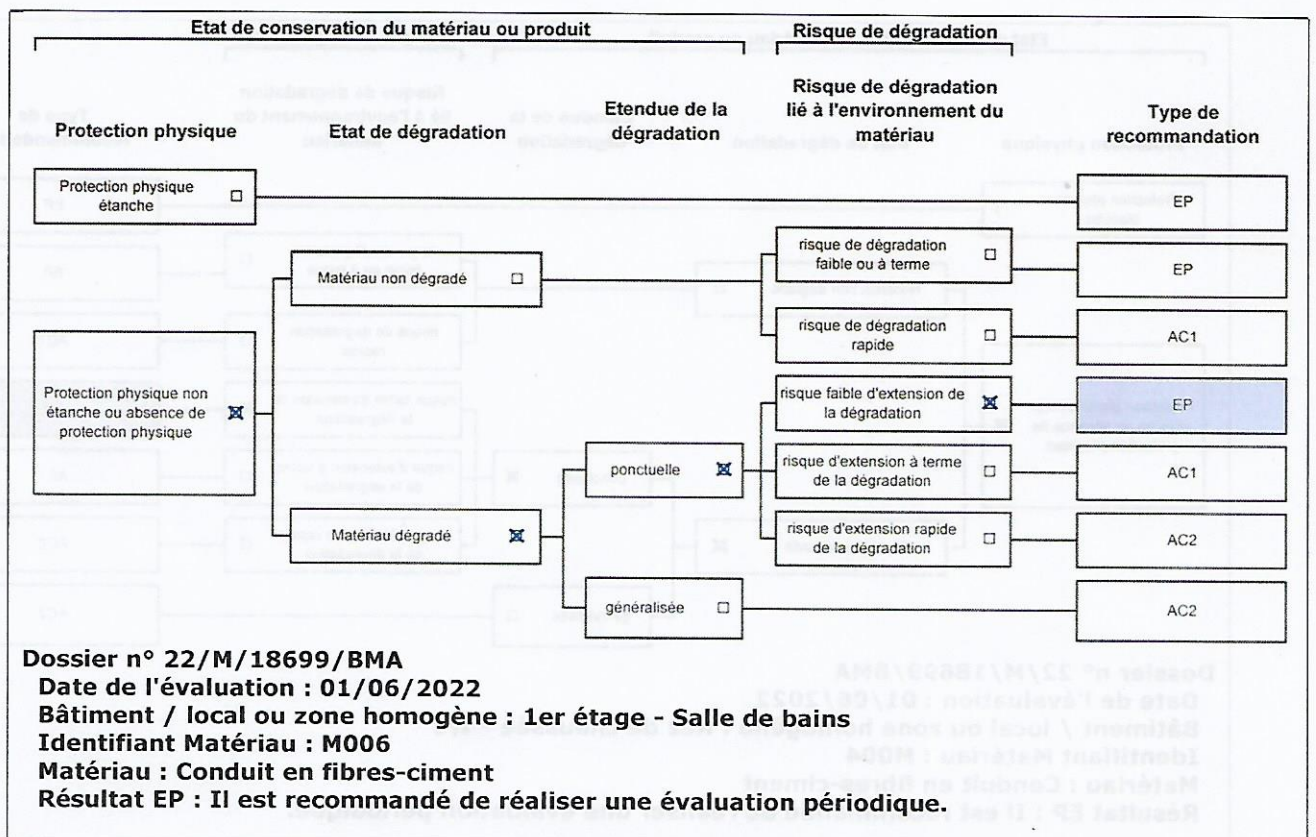 Etat de conservation du matériau ou produit
Risque de dégradation
Protection physique
Etat de dégradation
Etendue de la
dégradation
Risque de dégradation
lié à l'environnement du
matériau
Type de
recommandation
Protection physique
étanche
EP
Matériau non dégradé
risque de dégradation
faible ou à terme
EP
risque de dégradation
rapide
AC1
Protection physique non
étanche ou absence de
protection physique
risque faible d'extension de
la dégradation
EP
ponctuelle
risque d'extension à terme
de la dégradation
AC1
Matériau dégradé
risque d'extension rapide
de la dégradation
AC2
généralisée
AC2
Dossier n° 22/M/18699/BMA
Date de l'évaluation : 01/06/2022
Bâtiment / local ou zone homogène : 1er étage - Salle de bains
Identifiant Matériau : M006
Matériau : Conduit en fibres-ciment
Résultat EP : Il est recommandé de réaliser une évaluation périodique.